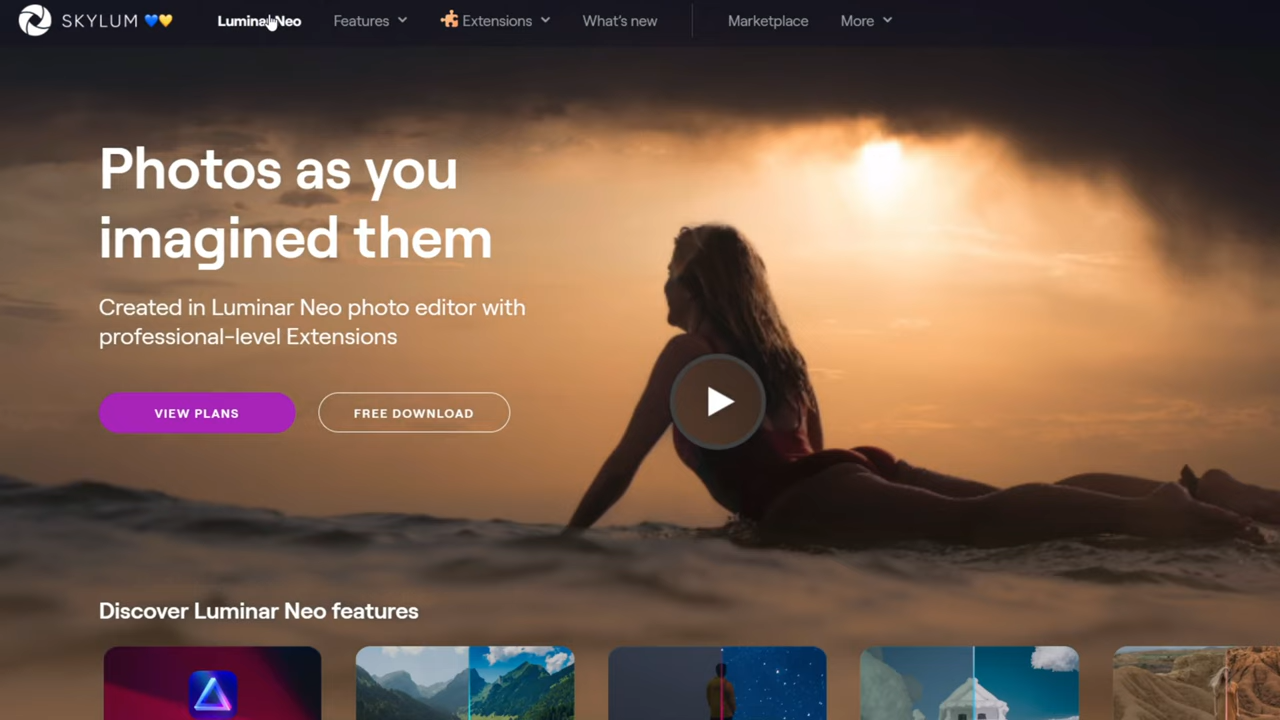 SKYLUM 💙💛 Luminar Neo Features Extensions What's new Marketplace More
Photos as you
imagined them
Created in Luminar Neo photo editor with
professional-level Extensions
VIEW PLANS FREE DOWNLOAD
Discover Luminar Neo features